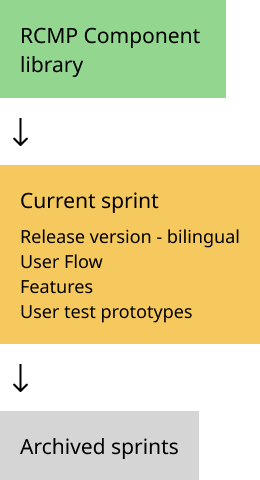 RCMP Component
library
↓
Current sprint
Release version - bilingual
User Flow
Features
User test prototypes
↓
Archived sprints